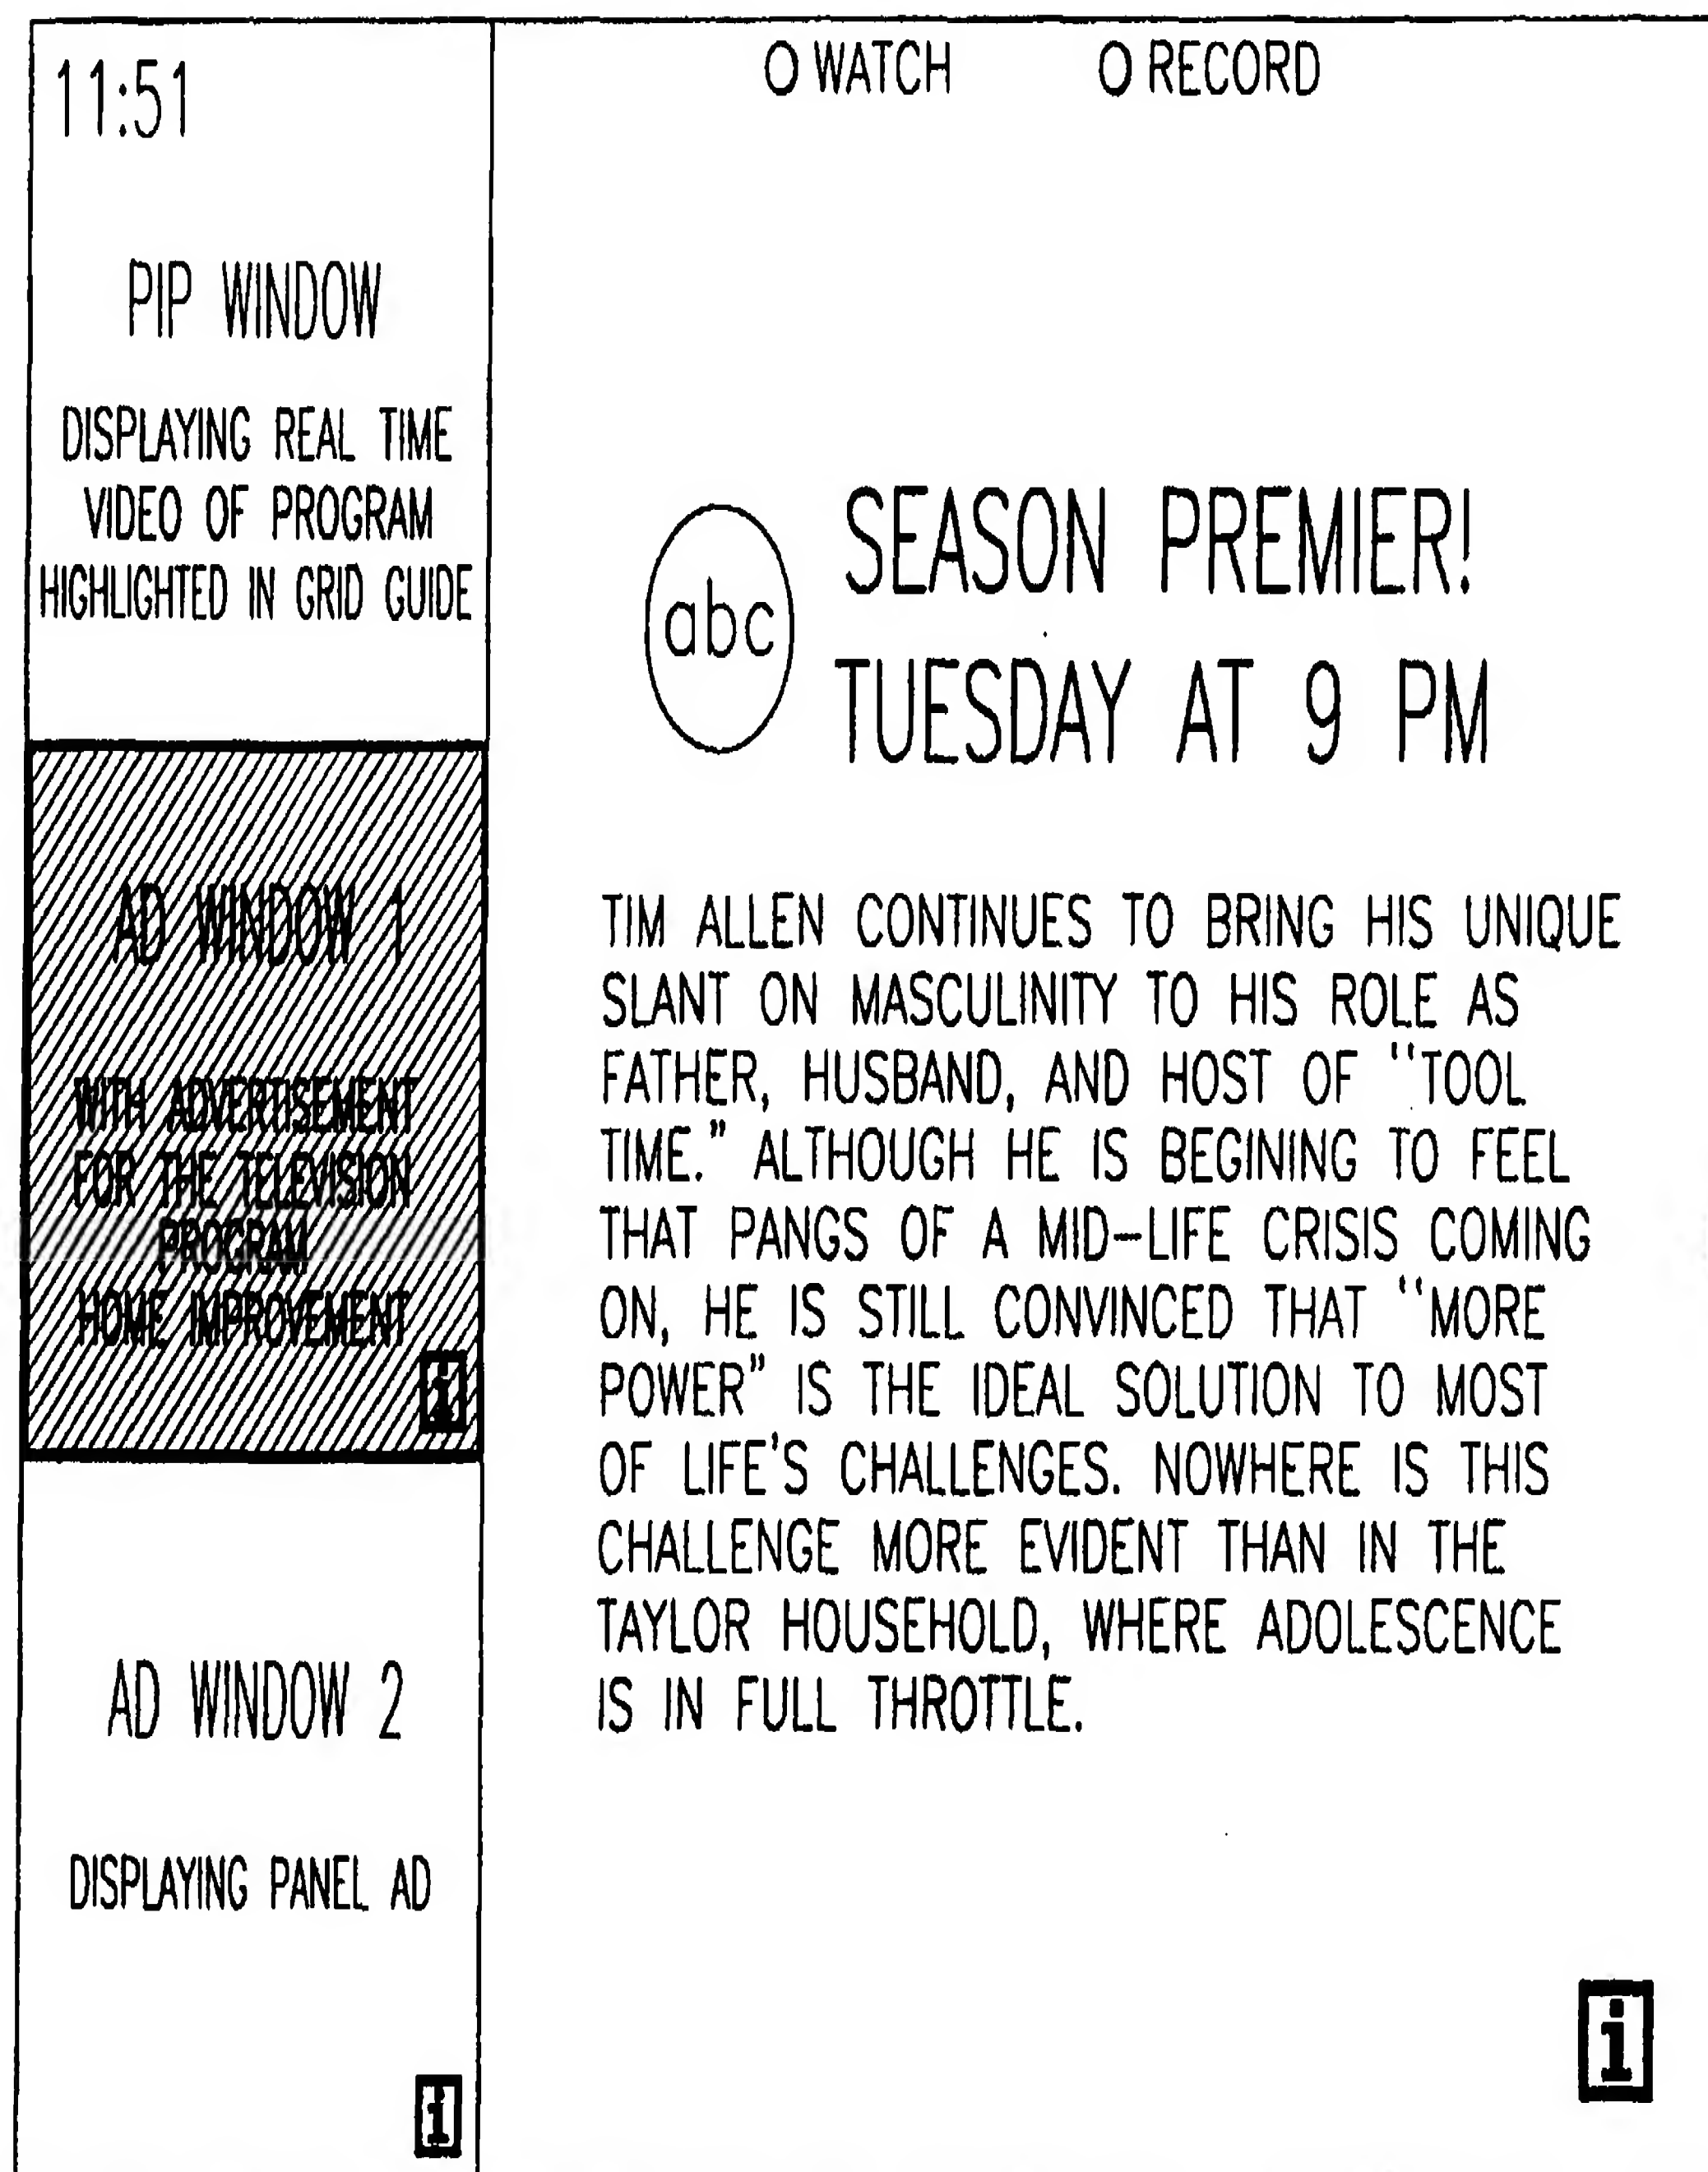 11:51
PIP WINDOW
DISPLAYING REAL TIME
VIDEO OF PROGRAM
HIGHLIGHTED IN GRID GUIDE
AD WINDOW 1
WITH ADVERTISEMENT
FOR THE TELEVISION
PROGRAM
HOME IMPROVEMENT
i
AD WINDOW 2
DISPLAYING PANEL AD
i
O WATCH O RECORD
abc
SEASON PREMIER!
TUESDAY AT 9 PM
TIM ALLEN CONTINUES TO BRING HIS UNIQUE
SLANT ON MASCULINITY TO HIS ROLE AS
FATHER, HUSBAND, AND HOST OF ''TOOL
TIME.” ALTHOUGH HE IS BEGINING TO FEEL
THAT PANGS OF A MID-LIFE CRISIS COMING
ON, HE IS STILL CONVINCED THAT ''MORE
POWER” IS THE IDEAL SOLUTION TO MOST
OF LIFE'S CHALLENGES. NOWHERE IS THIS
CHALLENGE MORE EVIDENT THAN IN THE
TAYLOR HOUSEHOLD, WHERE ADOLESCENCE
IS IN FULL THROTTLE.
i